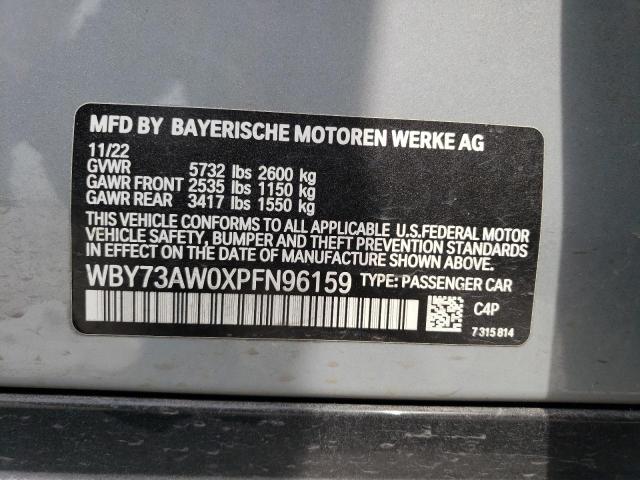 MFD BY BAYERISCHE MOTOREN WERKE AG
11/22
GVWR 5732 lbs 2600 kg
GAWR FRONT 2535 lbs 1150 kg
GAWR REAR 3417 lbs 1550 kg
THIS VEHICLE CONFORMS TO ALL APPLICABLE U.S.FEDERAL MOTOR
VEHICLE SAFETY, BUMPER AND THEFT PREVENTION STANDARDS
IN EFFECT ON THE DATE OF MANUFACTURE SHOWN ABOVE.
WBY73AW0XPFN96159 TYPE: PASSENGER CAR
C4P
7 315 814